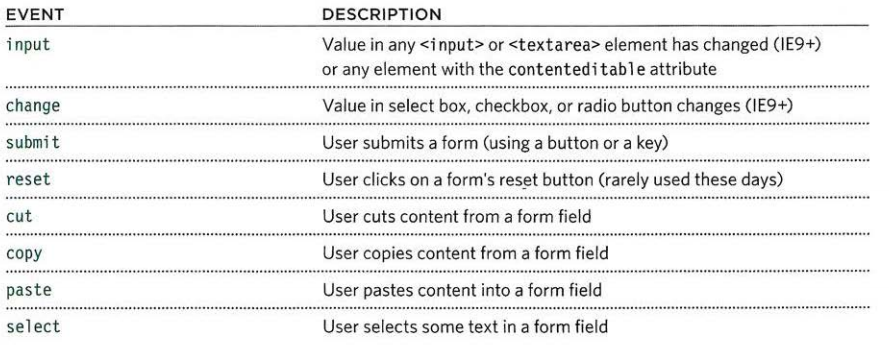 EVENT DESCRIPTION
input Value in any <input> or <textarea> element has changed (IE9+)
or any element with the contenteditable attribute
change Value in select box, checkbox, or radio button changes (IE9+)
submit User submits a form (using a button or a key)
reset User clicks on a form's reset button (rarely used these days)
cut User cuts content from a form field
copy User copies content from a form field
paste User pastes content into a form field
select User selects some text in a form field